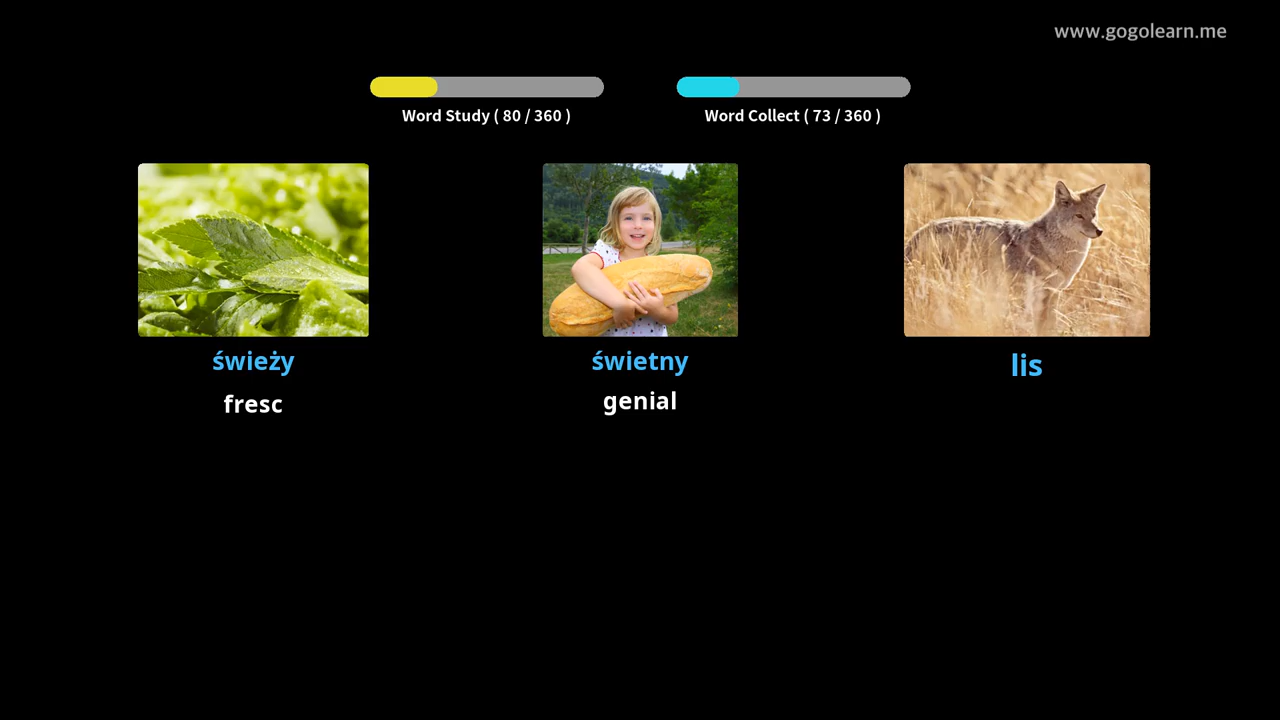 www.gogolearn.me
Word Study ( 80 / 360 )
Word Collect ( 73 / 360 )
świeży
świetny
lis
fresc
genial